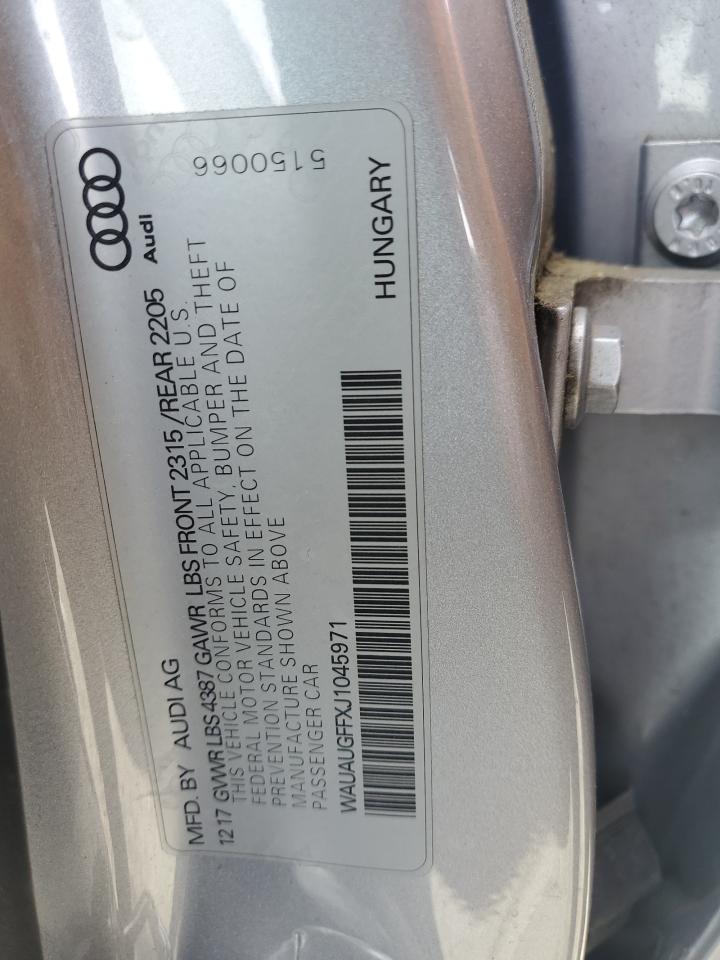 MFD. BY AUDI AG
Audi
12 17 GVWR LBS 4387 GAWR LBS FRONT 2315 / REAR 2205
THIS VEHICLE CONFORMS TO ALL APPLICABLE U.S.
FEDERAL MOTOR VEHICLE SAFETY, BUMPER AND THEFT
PREVENTION STANDARDS IN EFFECT ON THE DATE OF
MANUFACTURE SHOWN ABOVE
PASSENGER CAR
WAUAUGFFXJ1045971
HUNGARY
5150066